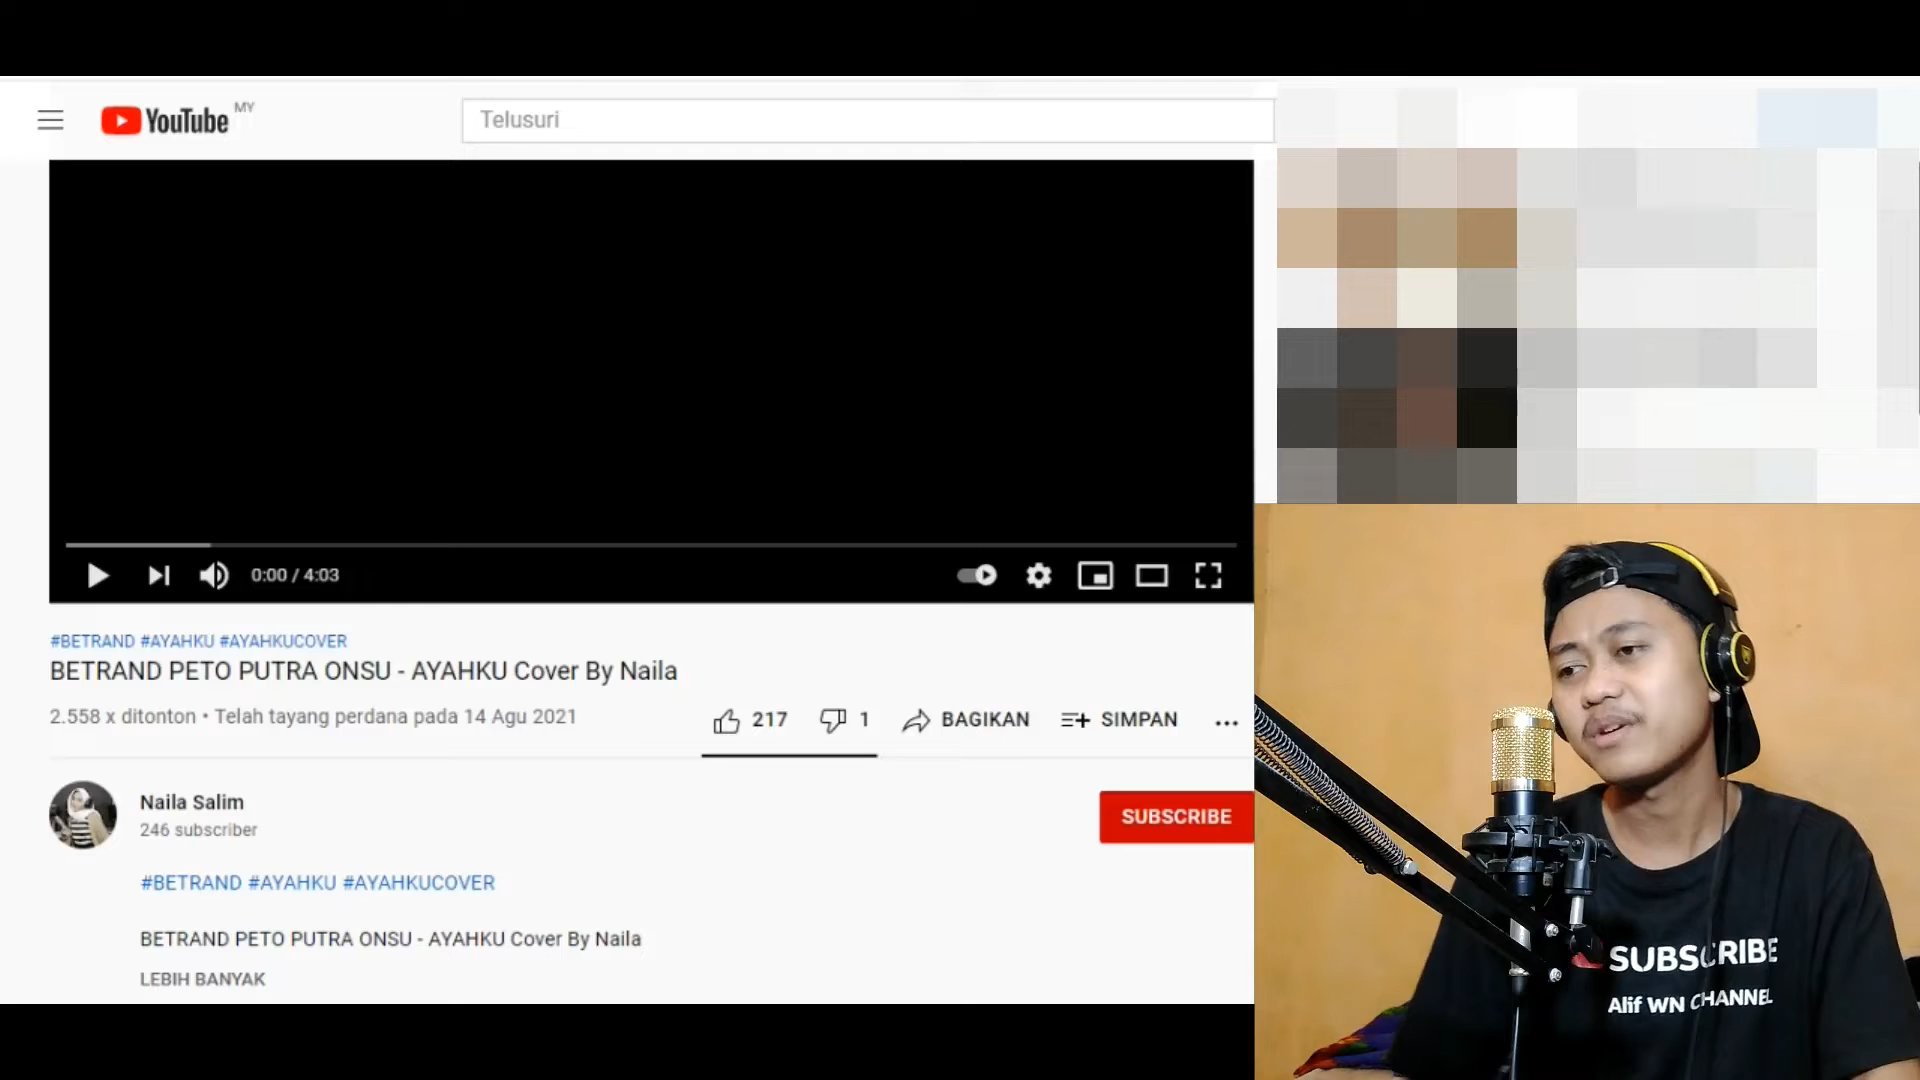 YouTube MY
Telusuri
0:00 / 4:03
#BETRAND #AYAHKU #AYAHKUCOVER
BETRAND PETO PUTRA ONSU - AYAHKU Cover By Naila
2.558 x ditonton • Telah tayang perdana pada 14 Agu 2021
217 1 BAGIKAN SIMPAN
Naila Salim
246 subscriber
SUBSCRIBE
#BETRAND #AYAHKU #AYAHKUCOVER
BETRAND PETO PUTRA ONSU - AYAHKU Cover By Naila
LEBIH BANYAK
SUBSCRIBE
Alif WN CHANNEL